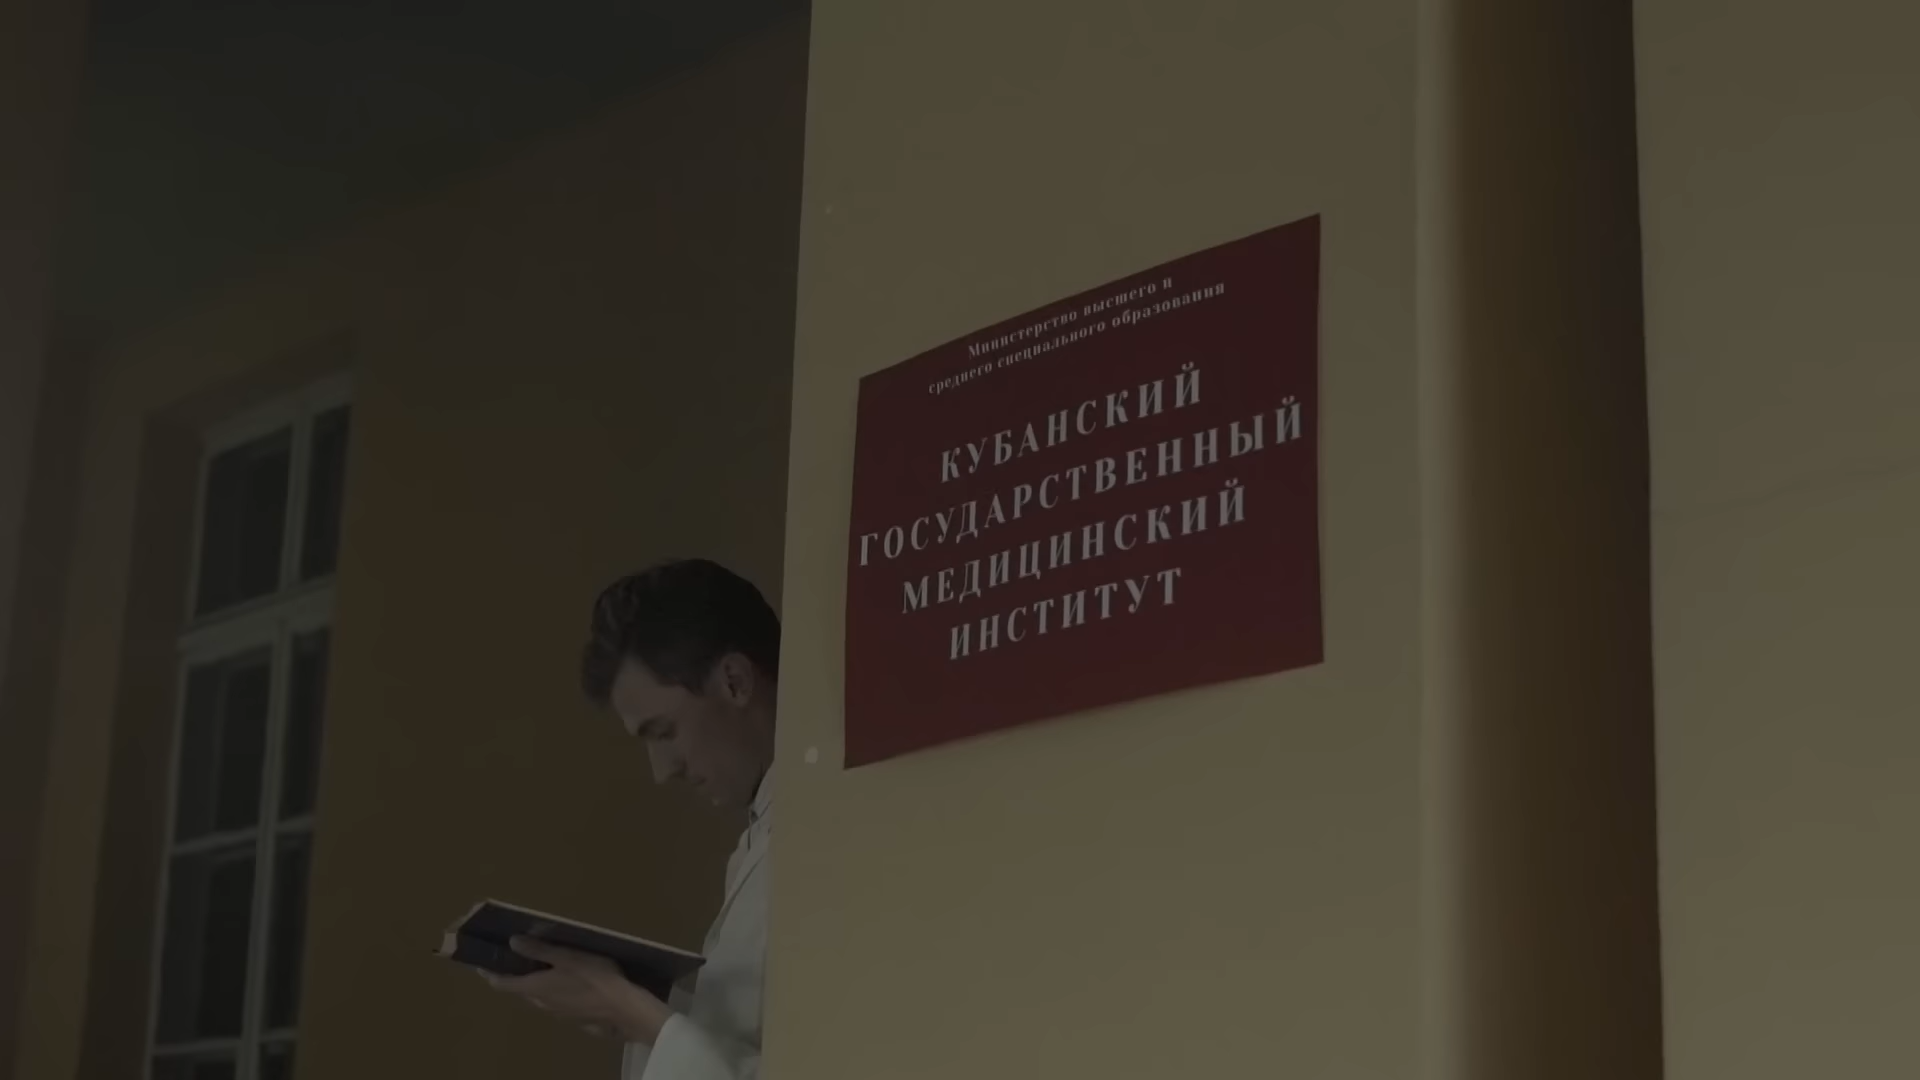 Министерство высшего и
среднего специального образования
КУБАНСКИЙ
ГОСУДАРСТВЕННЫЙ
МЕДИЦИНСКИЙ
ИНСТИТУТ